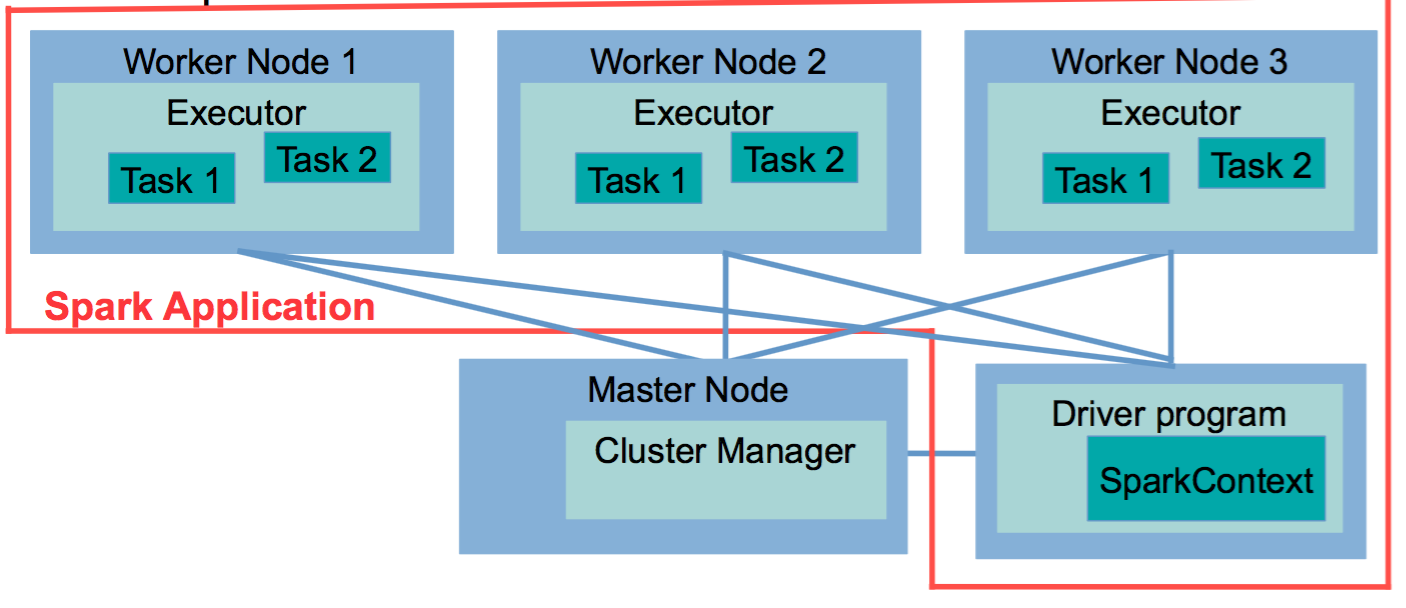 Worker Node 1
Executor
Task 1
Task 2
Worker Node 2
Executor
Task 1
Task 2
Worker Node 3
Executor
Task 1
Task 2
Spark Application
Master Node
Cluster Manager
Driver program
SparkContext